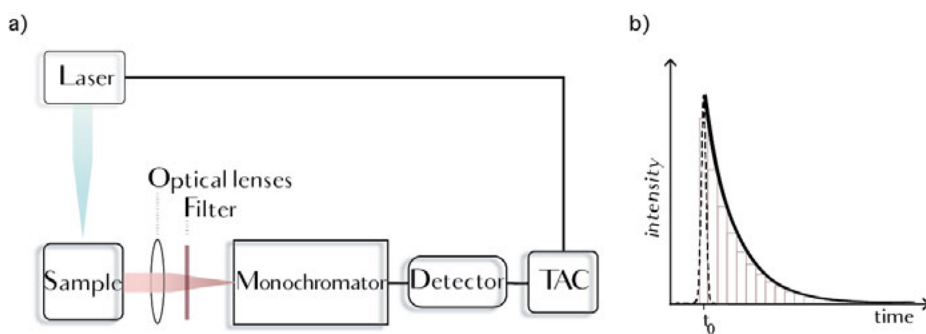 a)
Laser
Optical lenses
Filter
Sample
Monochromator
Detector
TAC
b)
intensity
t0
time